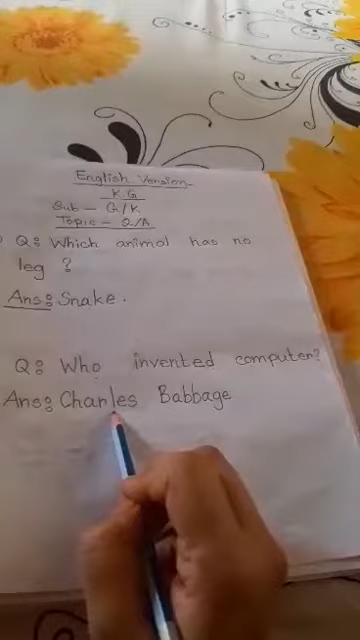 English Version
K.G
Sub - G/K
Topic - Q/A
Q: Which animal has no
leg ?
Ans: Snake.
Q: Who invented computer?
Ans: Charles Babbage